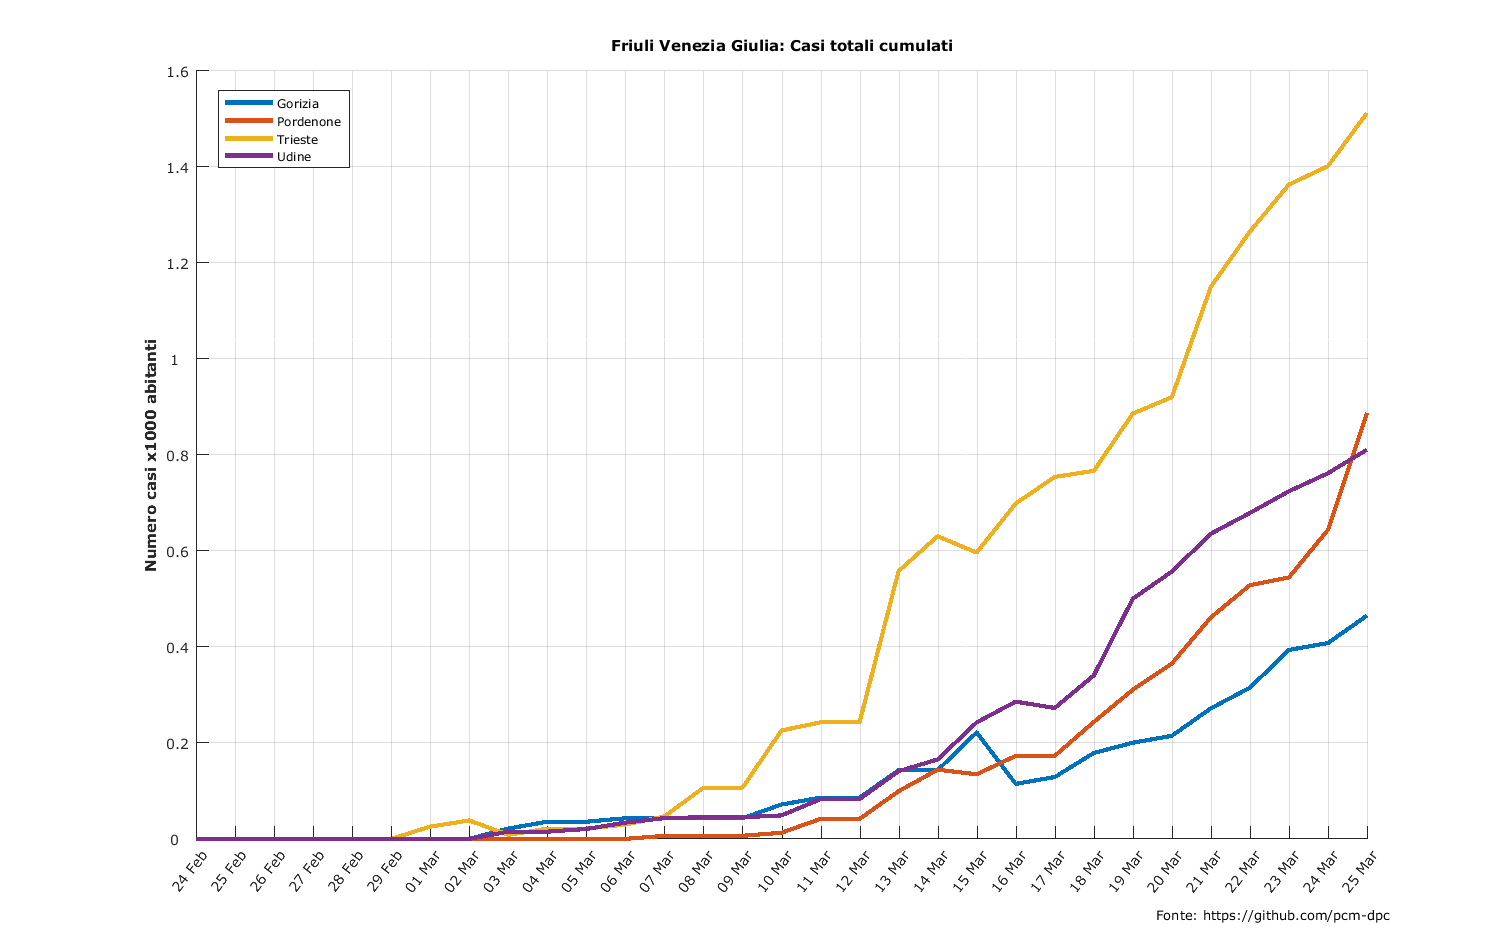 Friuli Venezia Giulia: Casi totali cumulati
Gorizia
Pordenone
Trieste
Udine
Numero casi x1000 abitanti
1.6
1.4
1.2
1
0.8
0.6
0.4
0.2
0
24 Feb
25 Feb
26 Feb
27 Feb
28 Feb
29 Feb
01 Mar
02 Mar
03 Mar
04 Mar
05 Mar
06 Mar
07 Mar
08 Mar
09 Mar
10 Mar
11 Mar
12 Mar
13 Mar
14 Mar
15 Mar
16 Mar
17 Mar
18 Mar
19 Mar
20 Mar
21 Mar
22 Mar
23 Mar
24 Mar
25 Mar
Fonte: https://github.com/pcm-dpc